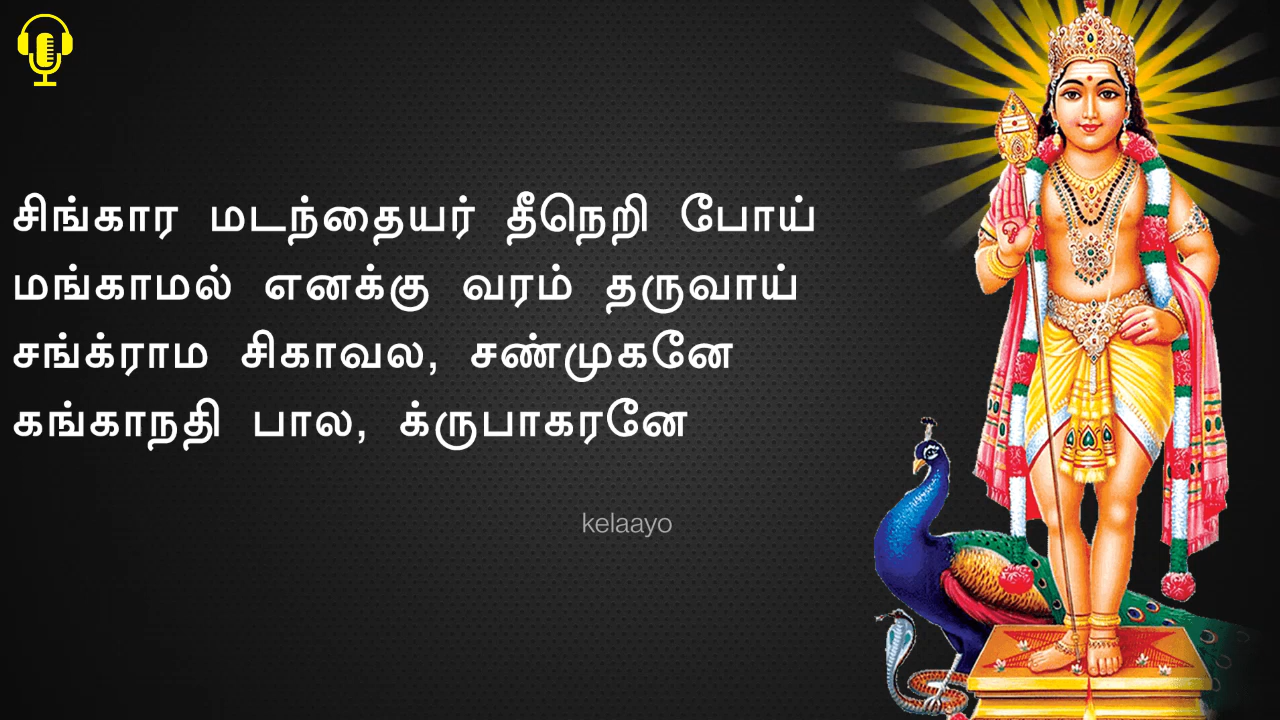 சிங்கார மடந்தையர் தீநெறி போய்
மங்காமல் எனக்கு வரம் தருவாய்
சங்க்ராம சிகாவல, சண்முகனே
கங்காநதி பால, க்ருபாகரனே
kelaayo